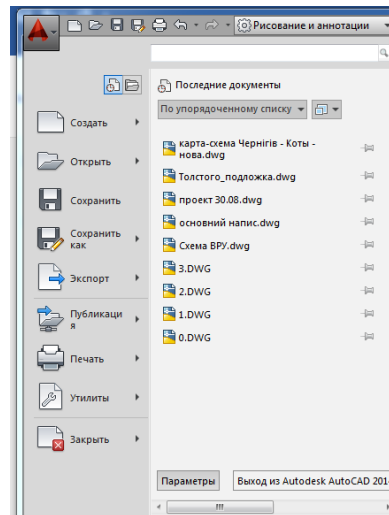 Рисование и аннотации
Последние документы
По упорядоченному списку
Создать
Открыть
Сохранить
Сохранить
как
Экспорт
Публикаци
я
Печать
Утилиты
Закрыть
карта-схема Чернігів - Коты -
нова.dwg
Толстого_подложка.dwg
проект 30.08.dwg
основний напис.dwg
Схема ВРУ.dwg
3.DWG
2.DWG
1.DWG
0.DWG
Параметры
Выход из Autodesk AutoCAD 201